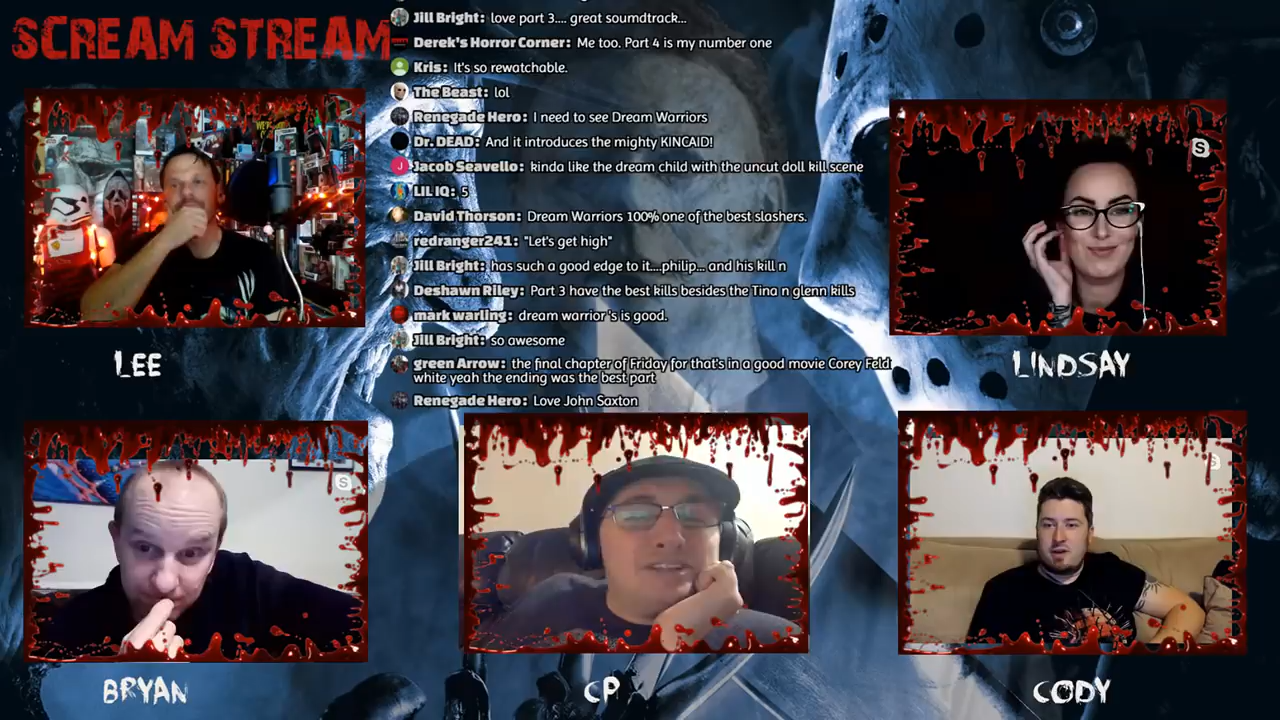 SCREAM STREAM
Jill Bright: love part 3.... great soumdtrack...
Derek's Horror Corner: Me too. Part 4 is my number one
Kris: It's so rewatchable.
The Beast: lol
Renegade Hero: I need to see Dream Warriors
Dr. DEAD: And it introduces the mighty KINCAID!
Jacob Seavello: kinda like the dream child with the uncut doll kill scene
LIL IQ: 5
David Thorson: Dream Warriors 100% one of the best slashers.
redranger241: "Let's get high"
Jill Bright: has such a good edge to it....philip... and his kill n
Deshawn Riley: Part 3 have the best kills besides the Tina n glenn kills
mark warling: dream warrior's is good.
Jill Bright: so awesome
green Arrow: the final chapter of Friday for that's in a good movie Corey Feld
white yeah the ending was the best part
Renegade Hero: Love John Saxton
LEE
LINDSAY
BRYAN
CP
CODY